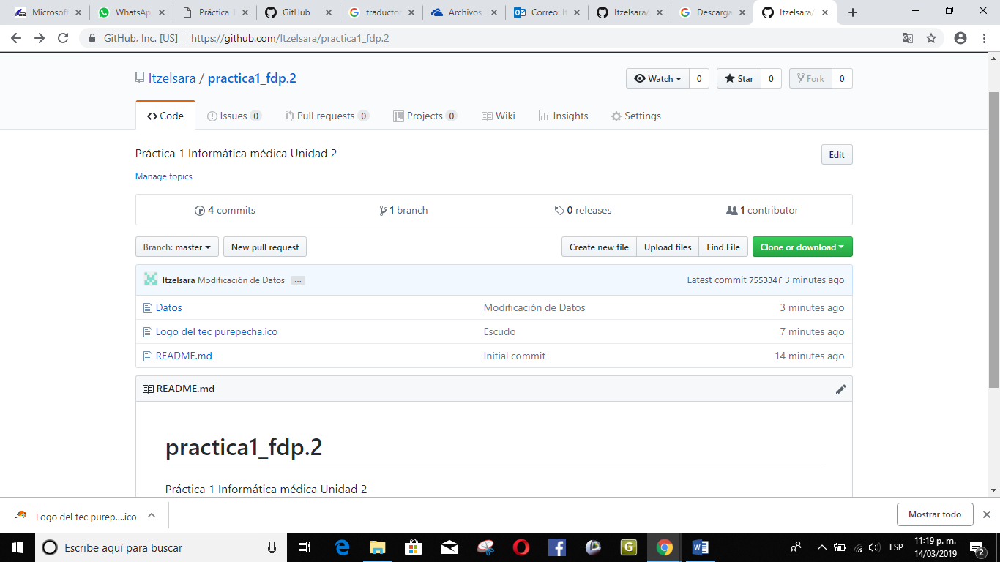 Microsoft
WhatsAp
Práctica 1
GitHub
traductor
Archivos
Correo: It
Itzelsara/
Descarga
Itzelsara/
GitHub, Inc. [US] https://github.com/Itzelsara/practica1_fdp.2
Itzelsara / practica1_fdp.2
Watch 0 Star 0 Fork 0
Code Issues 0 Pull requests 0 Projects 0 Wiki Insights Settings
Práctica 1 Informática médica Unidad 2
Edit
Manage topics
4 commits 1 branch 0 releases 1 contributor
Branch: master New pull request Create new file Upload files Find File Clone or download
Itzelsara Modificación de Datos ... Latest commit 755334f 3 minutes ago
Datos Modificación de Datos 3 minutes ago
Logo del tec purepecha.ico Escudo 7 minutes ago
README.md Initial commit 14 minutes ago
README.md
practica1_fdp.2
Práctica 1 Informática médica Unidad 2
Logo del tec purep....ico Mostrar todo
Escribe aquí para buscar
ESP
11:19 p. m.
14/03/2019
2